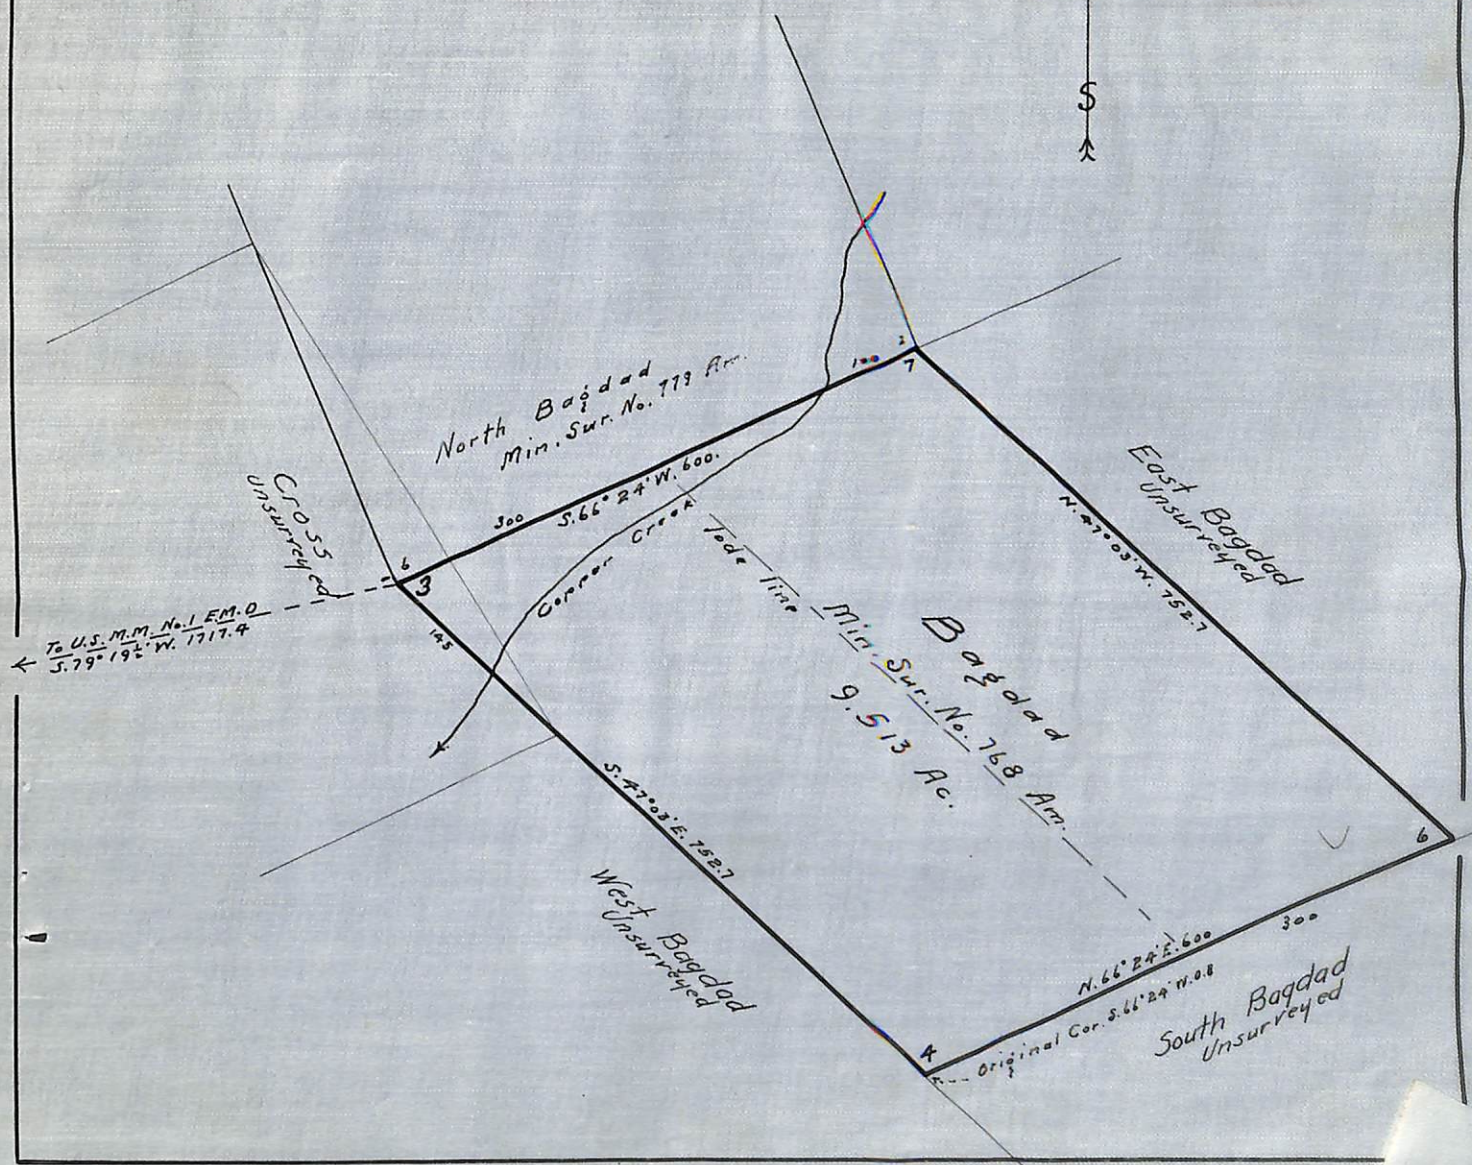 S
North Bagdad
Min. Sur. No. 779 Am.
2
7
300
S. 66° 24' W. 600.
Cross
Unsurveyed
6
3
145
To U.S. M.M. No. 1 E.M.D
S. 79° 19½' W. 1717.4
Copper Creek
East Bagdad
Unsurveyed
N. 47° 03' W. 752.7
Lode Line
Bagdad
Min. Sur. No. 768 Am.
9.513 Ac.
S. 47° 03' E. 752.7
West Bagdad
Unsurveyed
6
300
N. 66° 24' E. 600
4
Original Cor. S. 66° 24' W. 0.8
South Bagdad
Unsurveyed